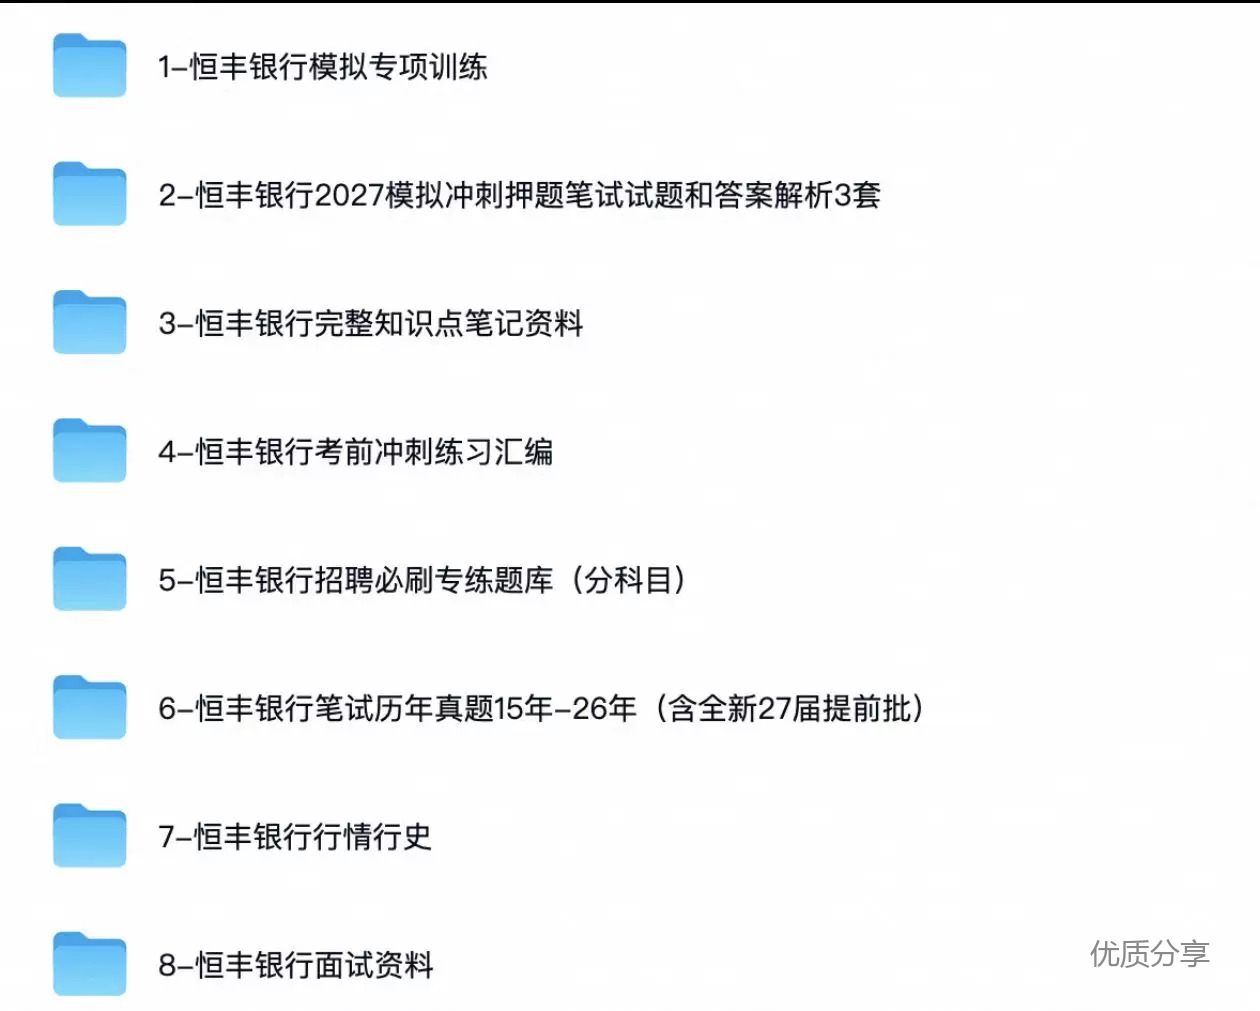 1-恒丰银行模拟专项训练
2-恒丰银行2027模拟冲刺押题笔试试题和答案解析3套
3-恒丰银行完整知识点笔记资料
4-恒丰银行考前冲刺练习汇编
5-恒丰银行招聘必刷专练题库（分科目）
6-恒丰银行笔试历年真题15年-26年（含全新27届提前批）
7-恒丰银行行情行史
8-恒丰银行面试资料
优质分享